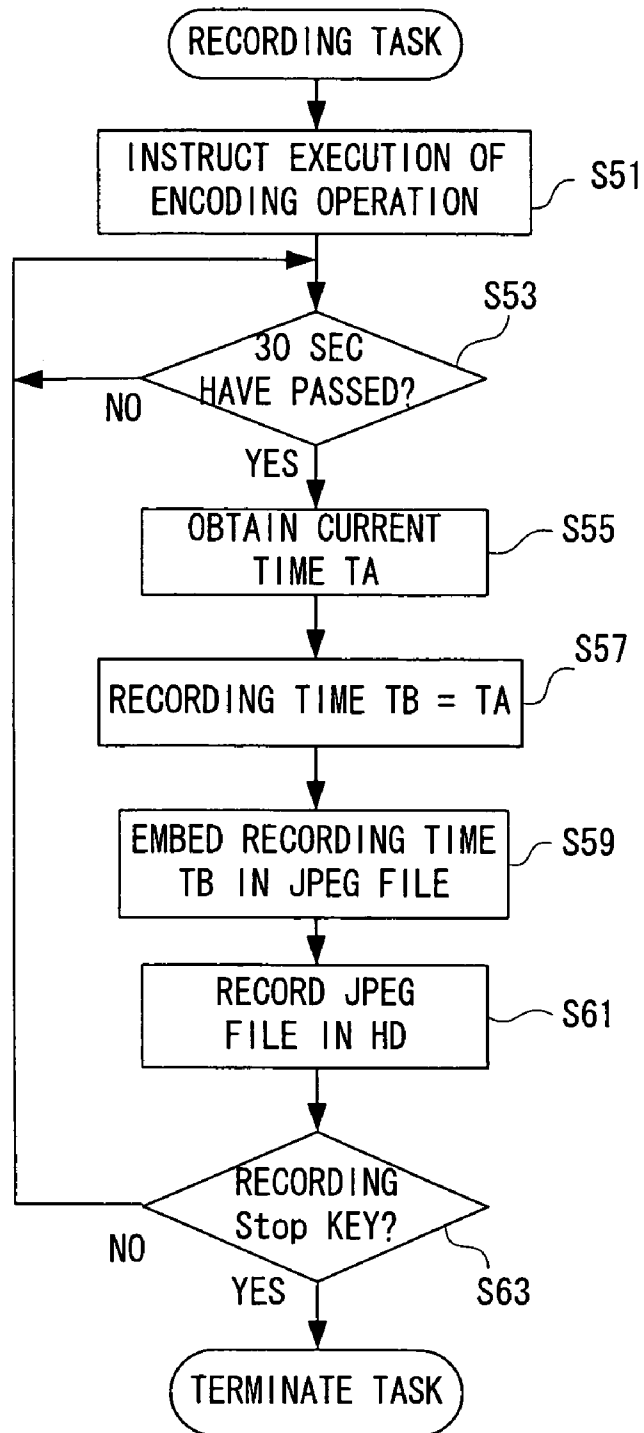 RECORDING TASK
INSTRUCT EXECUTION OF
ENCODING OPERATION
S51
S53
30 SEC
HAVE PASSED?
NO
YES
OBTAIN CURRENT
TIME TA
S55
S57
RECORDING TIME TB = TA
EMBED RECORDING TIME
TB IN JPEG FILE
S59
RECORD JPEG
FILE IN HD
S61
RECORDING
Stop KEY?
NO
YES
S63
TERMINATE TASK